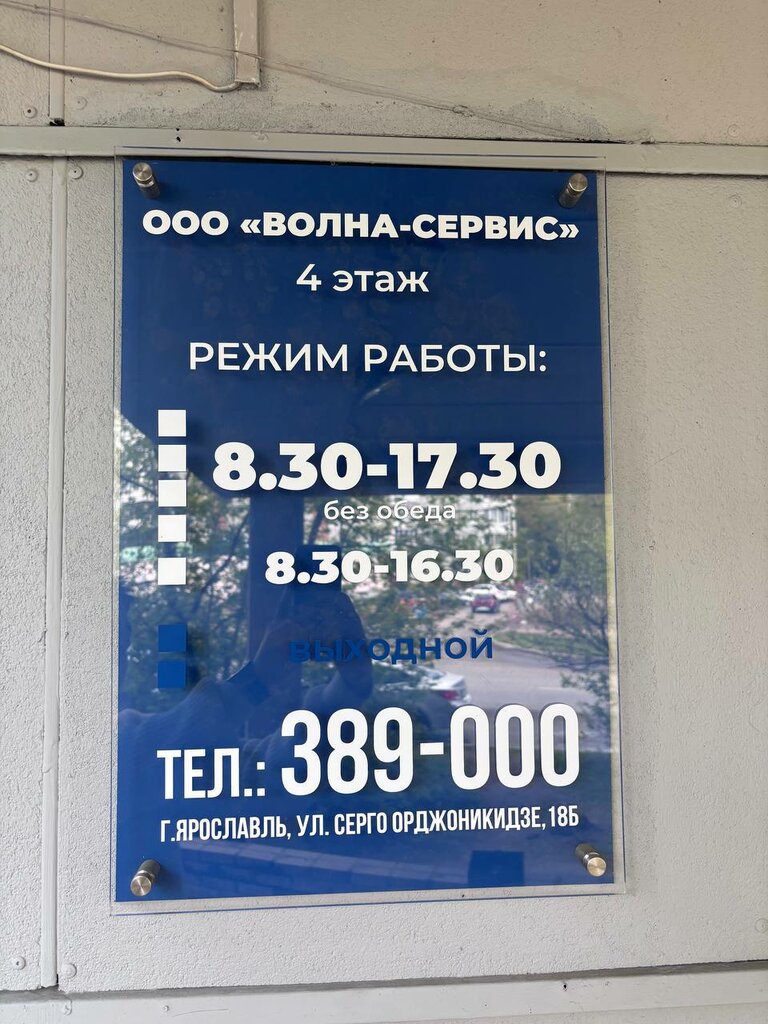 ООО «ВОЛНА-СЕРВИС»
4 этаж
РЕЖИМ РАБОТЫ:
8.30-17.30
без обеда
8.30-16.30
ВЫХОДНОЙ
ТЕЛ.: 389-000
Г.ЯРОСЛАВЛЬ, УЛ. СЕРГО ОРДЖОНИКИДЗЕ, 18Б